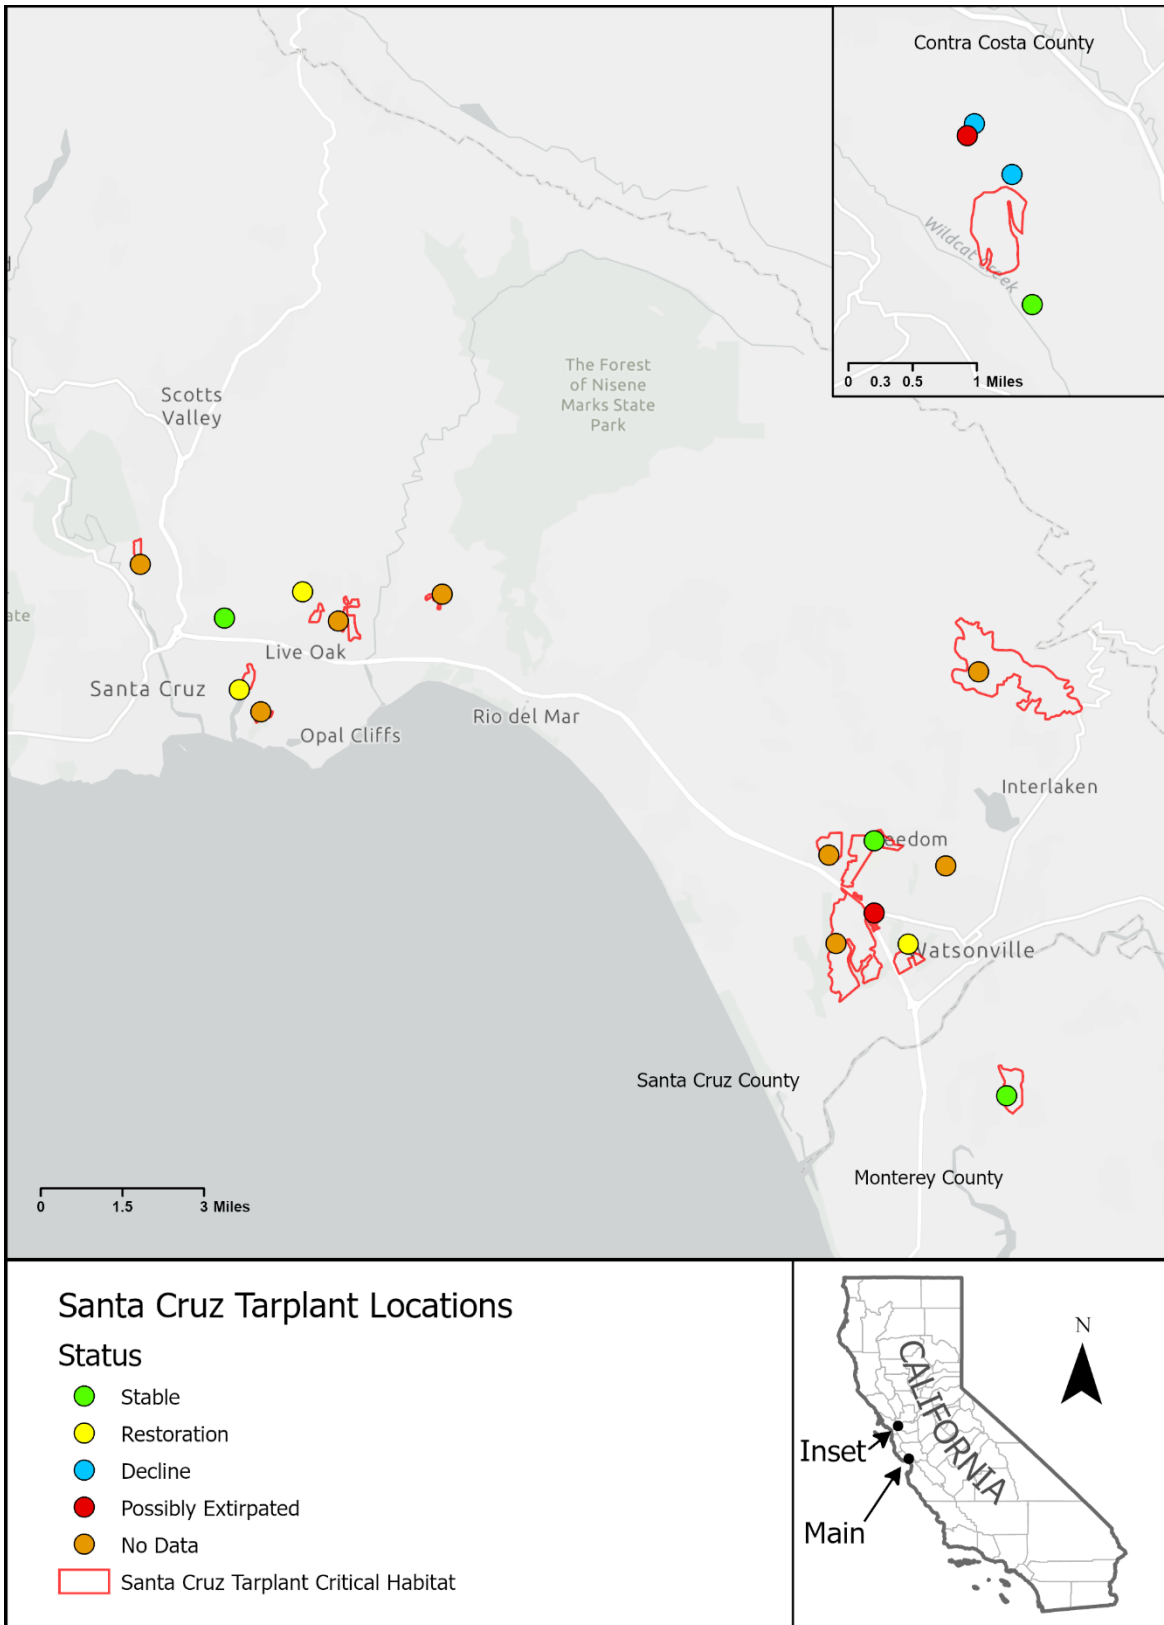 Contra Costa County
Wildcat Creek
0 0.3 0.5 1 Miles
The Forest
of Nisene
Marks State
Park
Scotts
Valley
ate
Live Oak
Santa Cruz
Opal Cliffs
Rio del Mar
Interlaken
eedom
Watsonville
Santa Cruz County
Monterey County
0 1.5 3 Miles
Santa Cruz Tarplant Locations
Status
Stable
Restoration
Decline
Possibly Extirpated
No Data
Santa Cruz Tarplant Critical Habitat
CALIFORNIA
N
Inset
Main